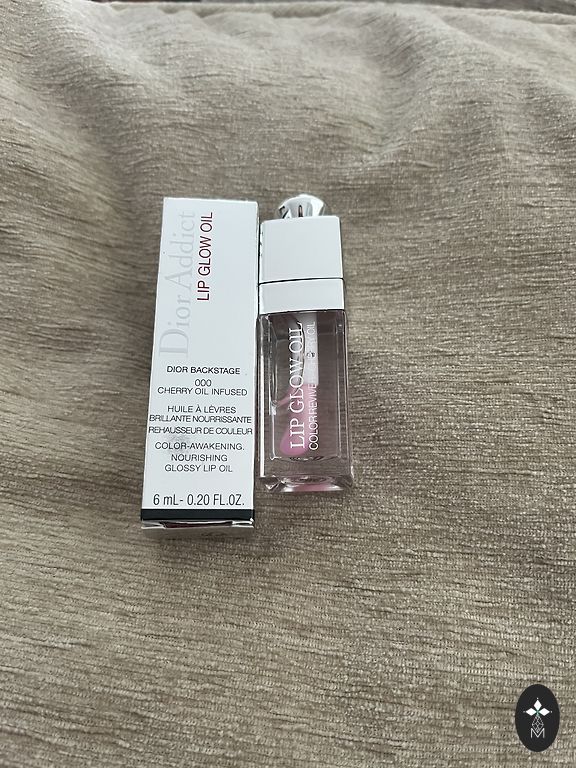 Dior Addict
LIP GLOW OIL
DIOR BACKSTAGE
000
CHERRY OIL INFUSED
HUILE À LÈVRES
BRILLANTE NOURRISSANTE
REHAUSSEUR DE COULEUR
COLOR-AWAKENING.
NOURISHING
GLOSSY LIP OIL
6 mL- 0.20 FL.OZ.
LIP GLOW OIL
M